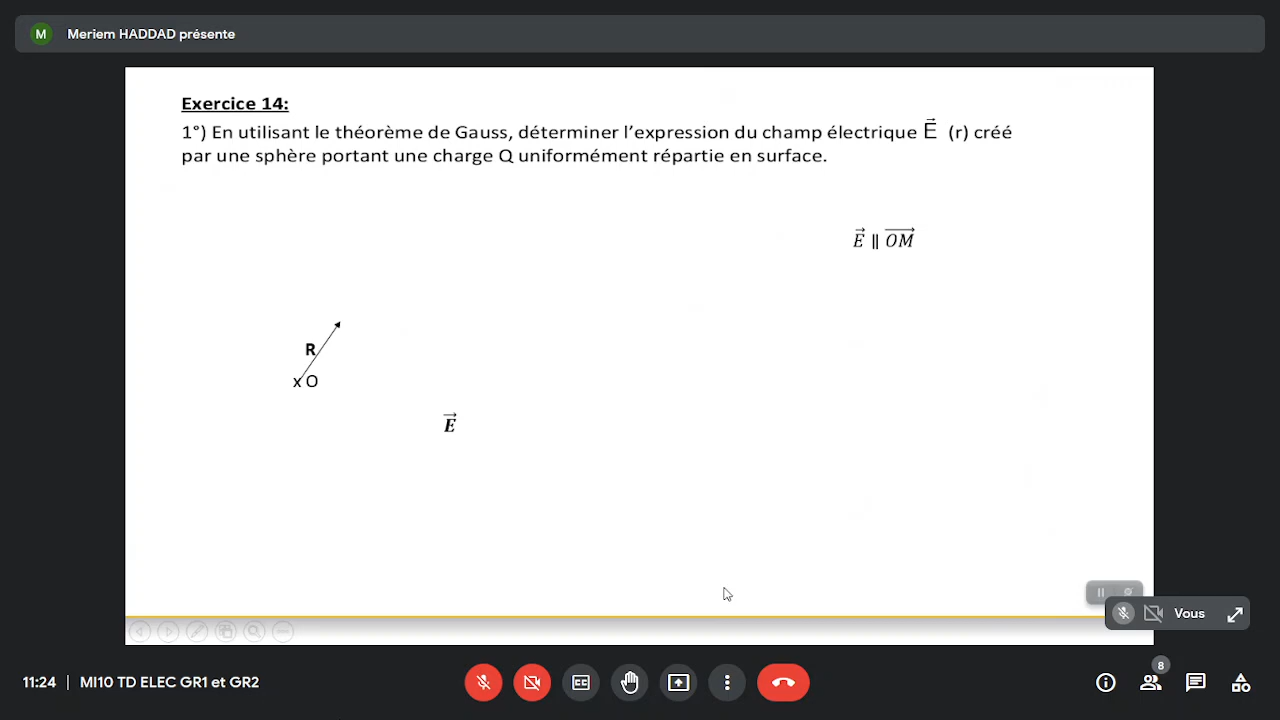 M Meriem HADDAD présente
Exercice 14:
1°) En utilisant le théorème de Gauss, déterminer l'expression du champ électrique E⃗ (r) créé
par une sphère portant une charge Q uniformément répartie en surface.
E⃗ ∥ OM⃗
R
x O
E⃗
Vous
8
11:24 | MI10 TD ELEC GR1 et GR2
CC